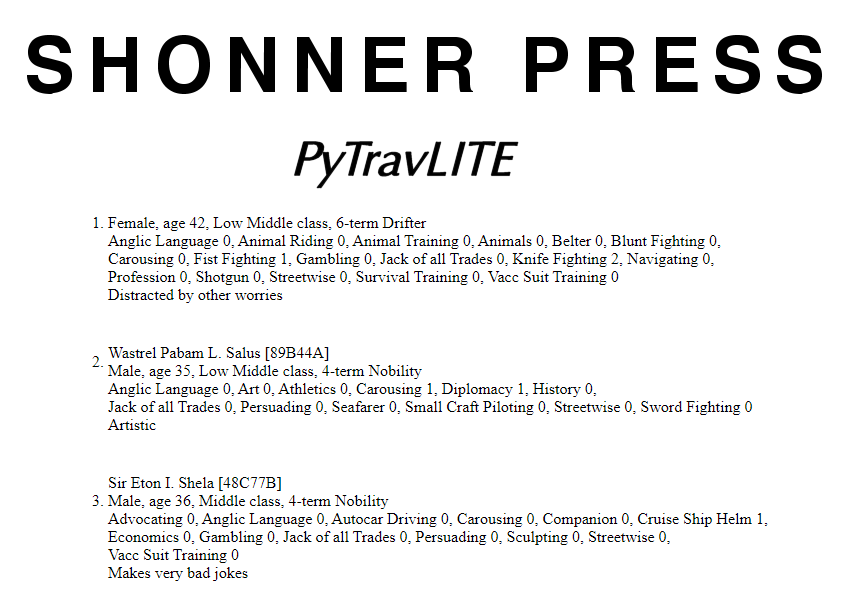 SHONNER PRESS
PyTravLITE
1. Female, age 42, Low Middle class, 6-term Drifter
Anglic Language 0, Animal Riding 0, Animal Training 0, Animals 0, Belter 0, Blunt Fighting 0,
Carousing 0, Fist Fighting 1, Gambling 0, Jack of all Trades 0, Knife Fighting 2, Navigating 0,
Profession 0, Shotgun 0, Streetwise 0, Survival Training 0, Vacc Suit Training 0
Distracted by other worries
Wastrel Pabam L. Salus [89B44A]
2. Male, age 35, Low Middle class, 4-term Nobility
Anglic Language 0, Art 0, Athletics 0, Carousing 1, Diplomacy 1, History 0,
Jack of all Trades 0, Persuading 0, Seafarer 0, Small Craft Piloting 0, Streetwise 0, Sword Fighting 0
Artistic
Sir Eton I. Shela [48C77B]
3. Male, age 36, Middle class, 4-term Nobility
Advocating 0, Anglic Language 0, Autocar Driving 0, Carousing 0, Companion 0, Cruise Ship Helm 1,
Economics 0, Gambling 0, Jack of all Trades 0, Persuading 0, Sculpting 0, Streetwise 0,
Vacc Suit Training 0
Makes very bad jokes